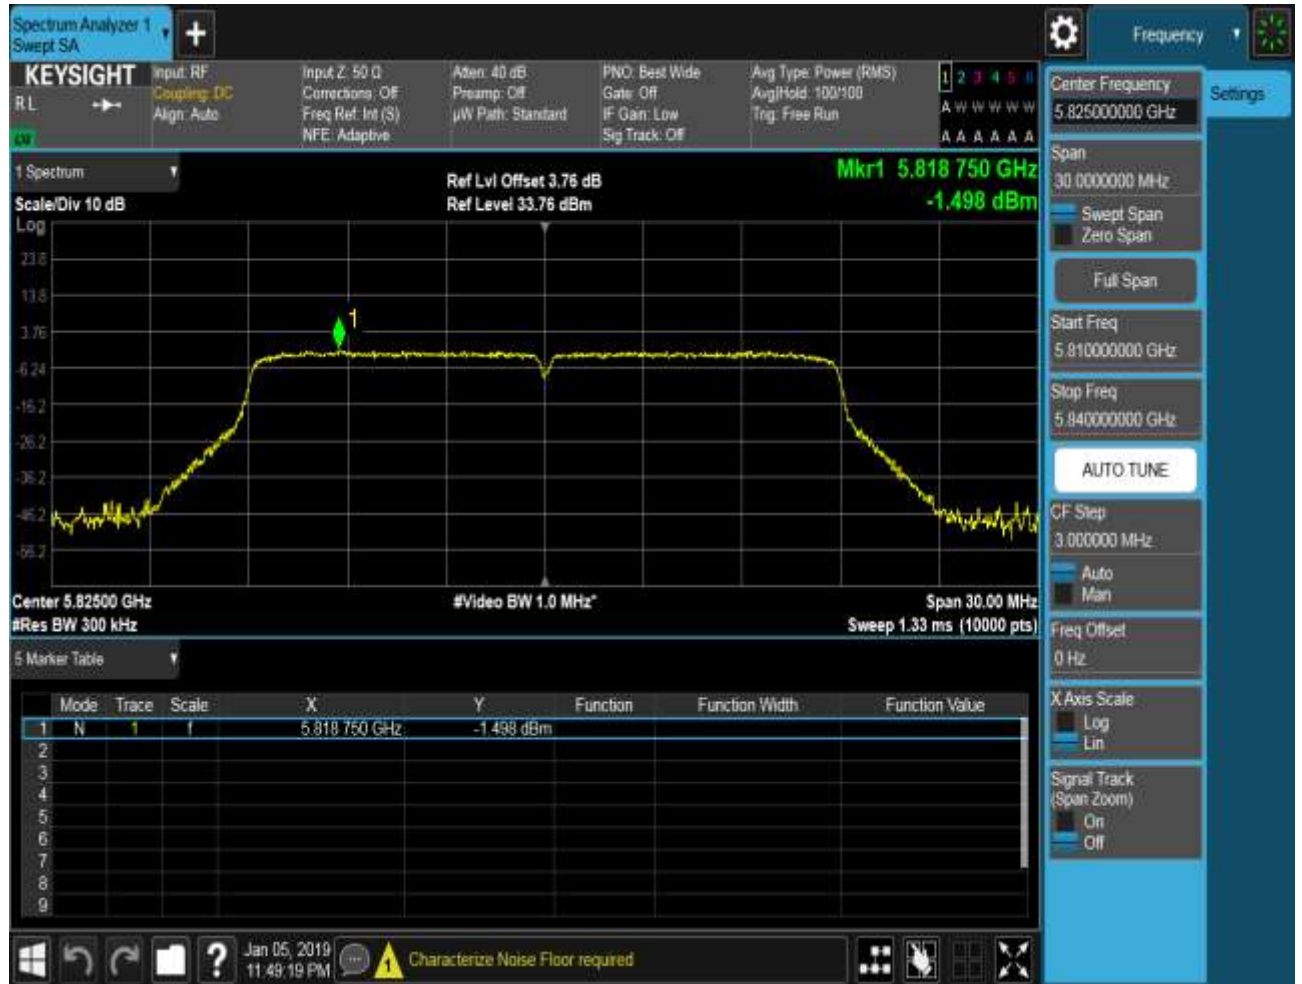 Spectrum Analyzer 1
Swept SA
Frequency
KEYSIGHT
R L
Input: RF
Coupling: DC
Align: Auto
Input Z: 50 Ω
Corrections: Off
Freq Ref: Int (S)
NFE: Adaptive
Atten: 40 dB
Preamp: Off
µW Path: Standard
PNO: Best Wide
Gate: Off
IF Gain: Low
Sig Track: Off
Avg Type: Power (RMS)
Avg|Hold: 100/100
Trig: Free Run
1 2 3 4 5 6
A W W W W W
A A A A A A
1 Spectrum
Scale/Div 10 dB
Ref Lvl Offset 3.76 dB
Ref Level 33.76 dBm
Mkr1 5.818 750 GHz
-1.498 dBm
Log
23.8
13.8
3.76
-6.24
-16.2
-26.2
-36.2
-46.2
-56.2
1
Center 5.82500 GHz
#Video BW 1.0 MHz*
Span 30.00 MHz
#Res BW 300 kHz
Sweep 1.33 ms (10000 pts)
5 Marker Table
Mode Trace Scale X Y Function Function Width Function Value
1 N 1 f 5.818 750 GHz -1.498 dBm
2
3
4
5
6
7
8
9
Center Frequency
5.825000000 GHz
Settings
Span
30.0000000 MHz
Swept Span
Zero Span
Full Span
Start Freq
5.810000000 GHz
Stop Freq
5.840000000 GHz
AUTO TUNE
CF Step
3.000000 MHz
Auto
Man
Freq Offset
0 Hz
X Axis Scale
Log
Lin
Signal Track
(Span Zoom)
On
Off
?
Jan 05, 2019
11:49:19 PM
1
Characterize Noise Floor required